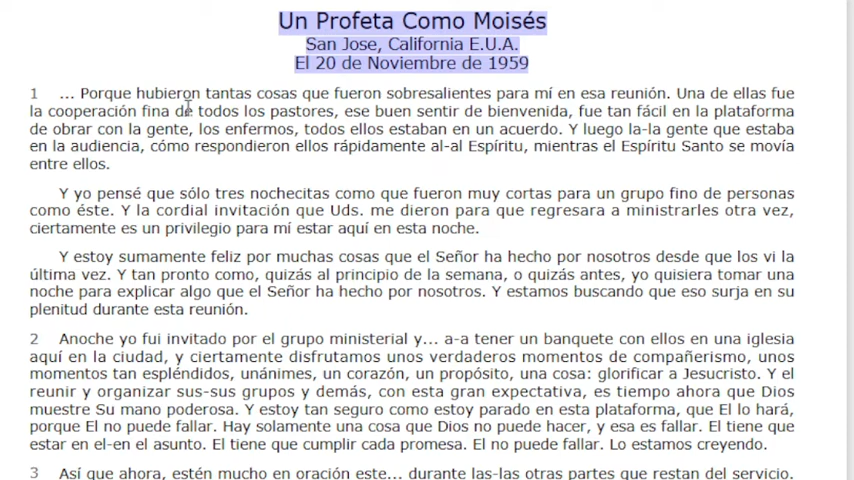 Un Profeta Como Moisés
San Jose, California E.U.A.
El 20 de Noviembre de 1959
1 ... Porque hubieron tantas cosas que fueron sobresalientes para mí en esa reunión. Una de ellas fue
la cooperación fina de todos los pastores, ese buen sentir de bienvenida, fue tan fácil en la plataforma
de obrar con la gente, los enfermos, todos ellos estaban en un acuerdo. Y luego la-la gente que estaba
en la audiencia, cómo respondieron ellos rápidamente al-al Espíritu, mientras el Espíritu Santo se movía
entre ellos.
Y yo pensé que sólo tres nochecitas como que fueron muy cortas para un grupo fino de personas
como éste. Y la cordial invitación que Uds. me dieron para que regresara a ministrarles otra vez,
ciertamente es un privilegio para mí estar aquí en esta noche.
Y estoy sumamente feliz por muchas cosas que el Señor ha hecho por nosotros desde que los vi la
última vez. Y tan pronto como, quizás al principio de la semana, o quizás antes, yo quisiera tomar una
noche para explicar algo que el Señor ha hecho por nosotros. Y estamos buscando que eso surja en su
plenitud durante esta reunión.
2 Anoche yo fui invitado por el grupo ministerial y... a-a tener un banquete con ellos en una iglesia
aquí en la ciudad, y ciertamente disfrutamos unos verdaderos momentos de compañerismo, unos
momentos tan espléndidos, unánimes, un corazón, un propósito, una cosa: glorificar a Jesucristo. Y el
reunir y organizar sus-sus grupos y demás, con esta gran expectativa, es tiempo ahora que Dios
muestre Su mano poderosa. Y estoy tan seguro como estoy parado en esta plataforma, que El lo hará,
porque El no puede fallar. Hay solamente una cosa que Dios no puede hacer, y esa es fallar. El tiene que
estar en el-en el asunto. El tiene que cumplir cada promesa. El no puede fallar. Lo estamos creyendo.
3 Así que ahora, estén mucho en oración este... durante las-las otras partes que restan del servicio.